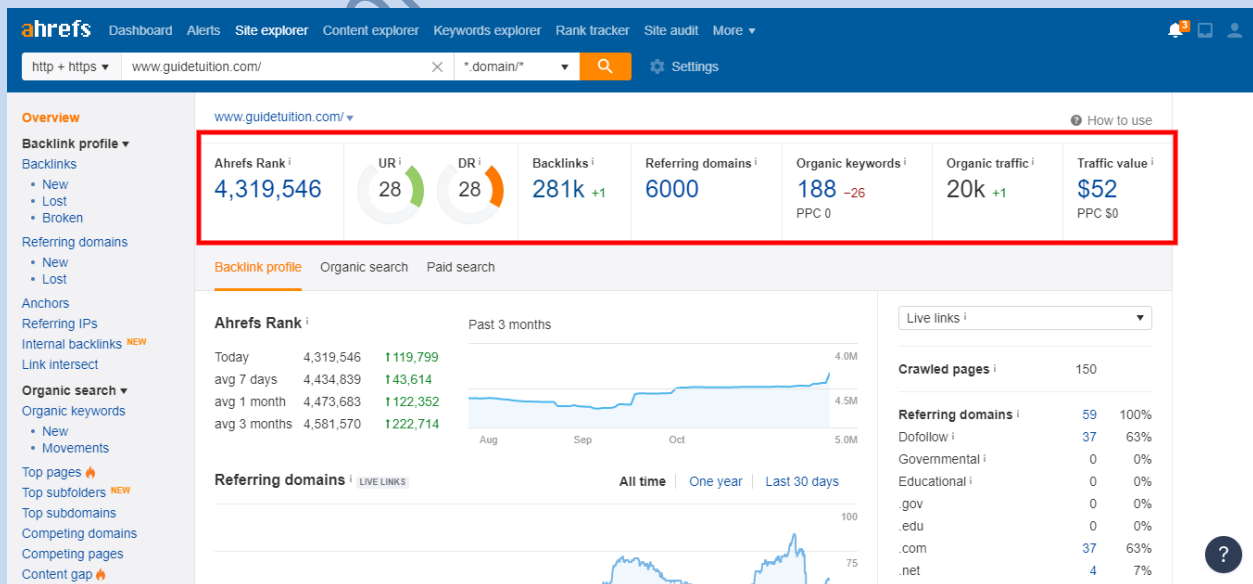 ahrefs Dashboard Alerts Site explorer Content explorer Keywords explorer Rank tracker Site audit More ▾ 3
http + https ▾ www.guidetuition.com/ × *.domain/* ▾ Settings
Overview
Backlink profile ▾
Backlinks
• New
• Lost
• Broken
Referring domains
• New
• Lost
Anchors
Referring IPs
Internal backlinks NEW
Link intersect
Organic search ▾
Organic keywords
• New
• Movements
Top pages
Top subfolders NEW
Top subdomains
Competing domains
Competing pages
Content gap
www.guidetuition.com/ ▾
? How to use
Ahrefs Rank i
4,319,546
UR i
28
DR i
28
Backlinks i
281k +1
Referring domains i
6000
Organic keywords i
188 −26
PPC 0
Organic traffic i
20k +1
Traffic value i
$52
PPC $0
Backlink profile Organic search Paid search
Ahrefs Rank i
Today 4,319,546 ↑119,799
avg 7 days 4,434,839 ↑43,614
avg 1 month 4,473,683 ↑122,352
avg 3 months 4,581,570 ↑222,714
Past 3 months
4.0M
4.5M
5.0M
Aug Sep Oct
Referring domains i LIVE LINKS
All time One year Last 30 days
100
75
Live links i ▾
Crawled pages i 150
Referring domains i 59 100%
Dofollow i 37 63%
Governmental i 0 0%
Educational i 0 0%
.gov 0 0%
.edu 0 0%
.com 37 63%
.net 4 7%
?